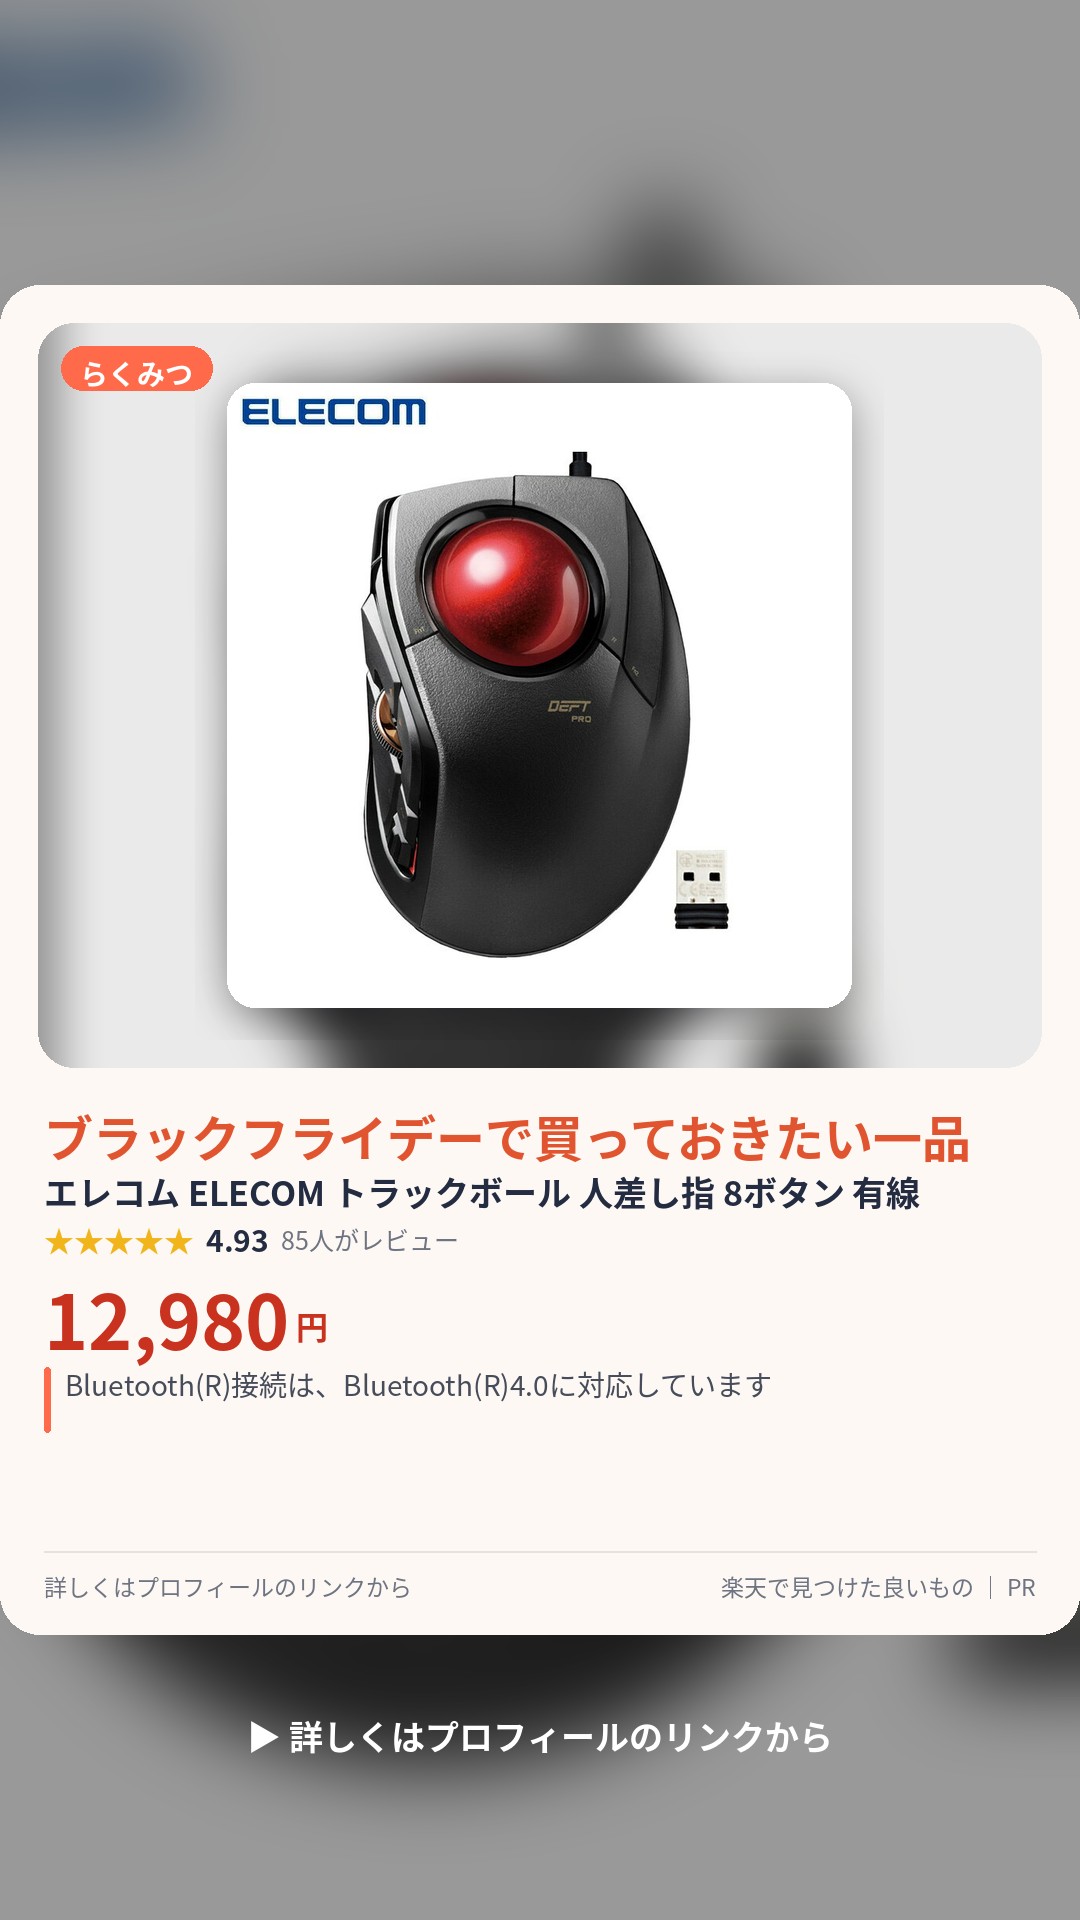 らくみつ
ELECOM
DEFT
PRO
ブラックフライデーで買っておきたい一品
エレコム ELECOM トラックボール 人差し指 8ボタン 有線
★★★★★ 4.93 85人がレビュー
12,980円
Bluetooth(R)接続は、Bluetooth(R)4.0に対応しています
詳しくはプロフィールのリンクから
楽天で見つけた良いもの | PR
▶ 詳しくはプロフィールのリンクから